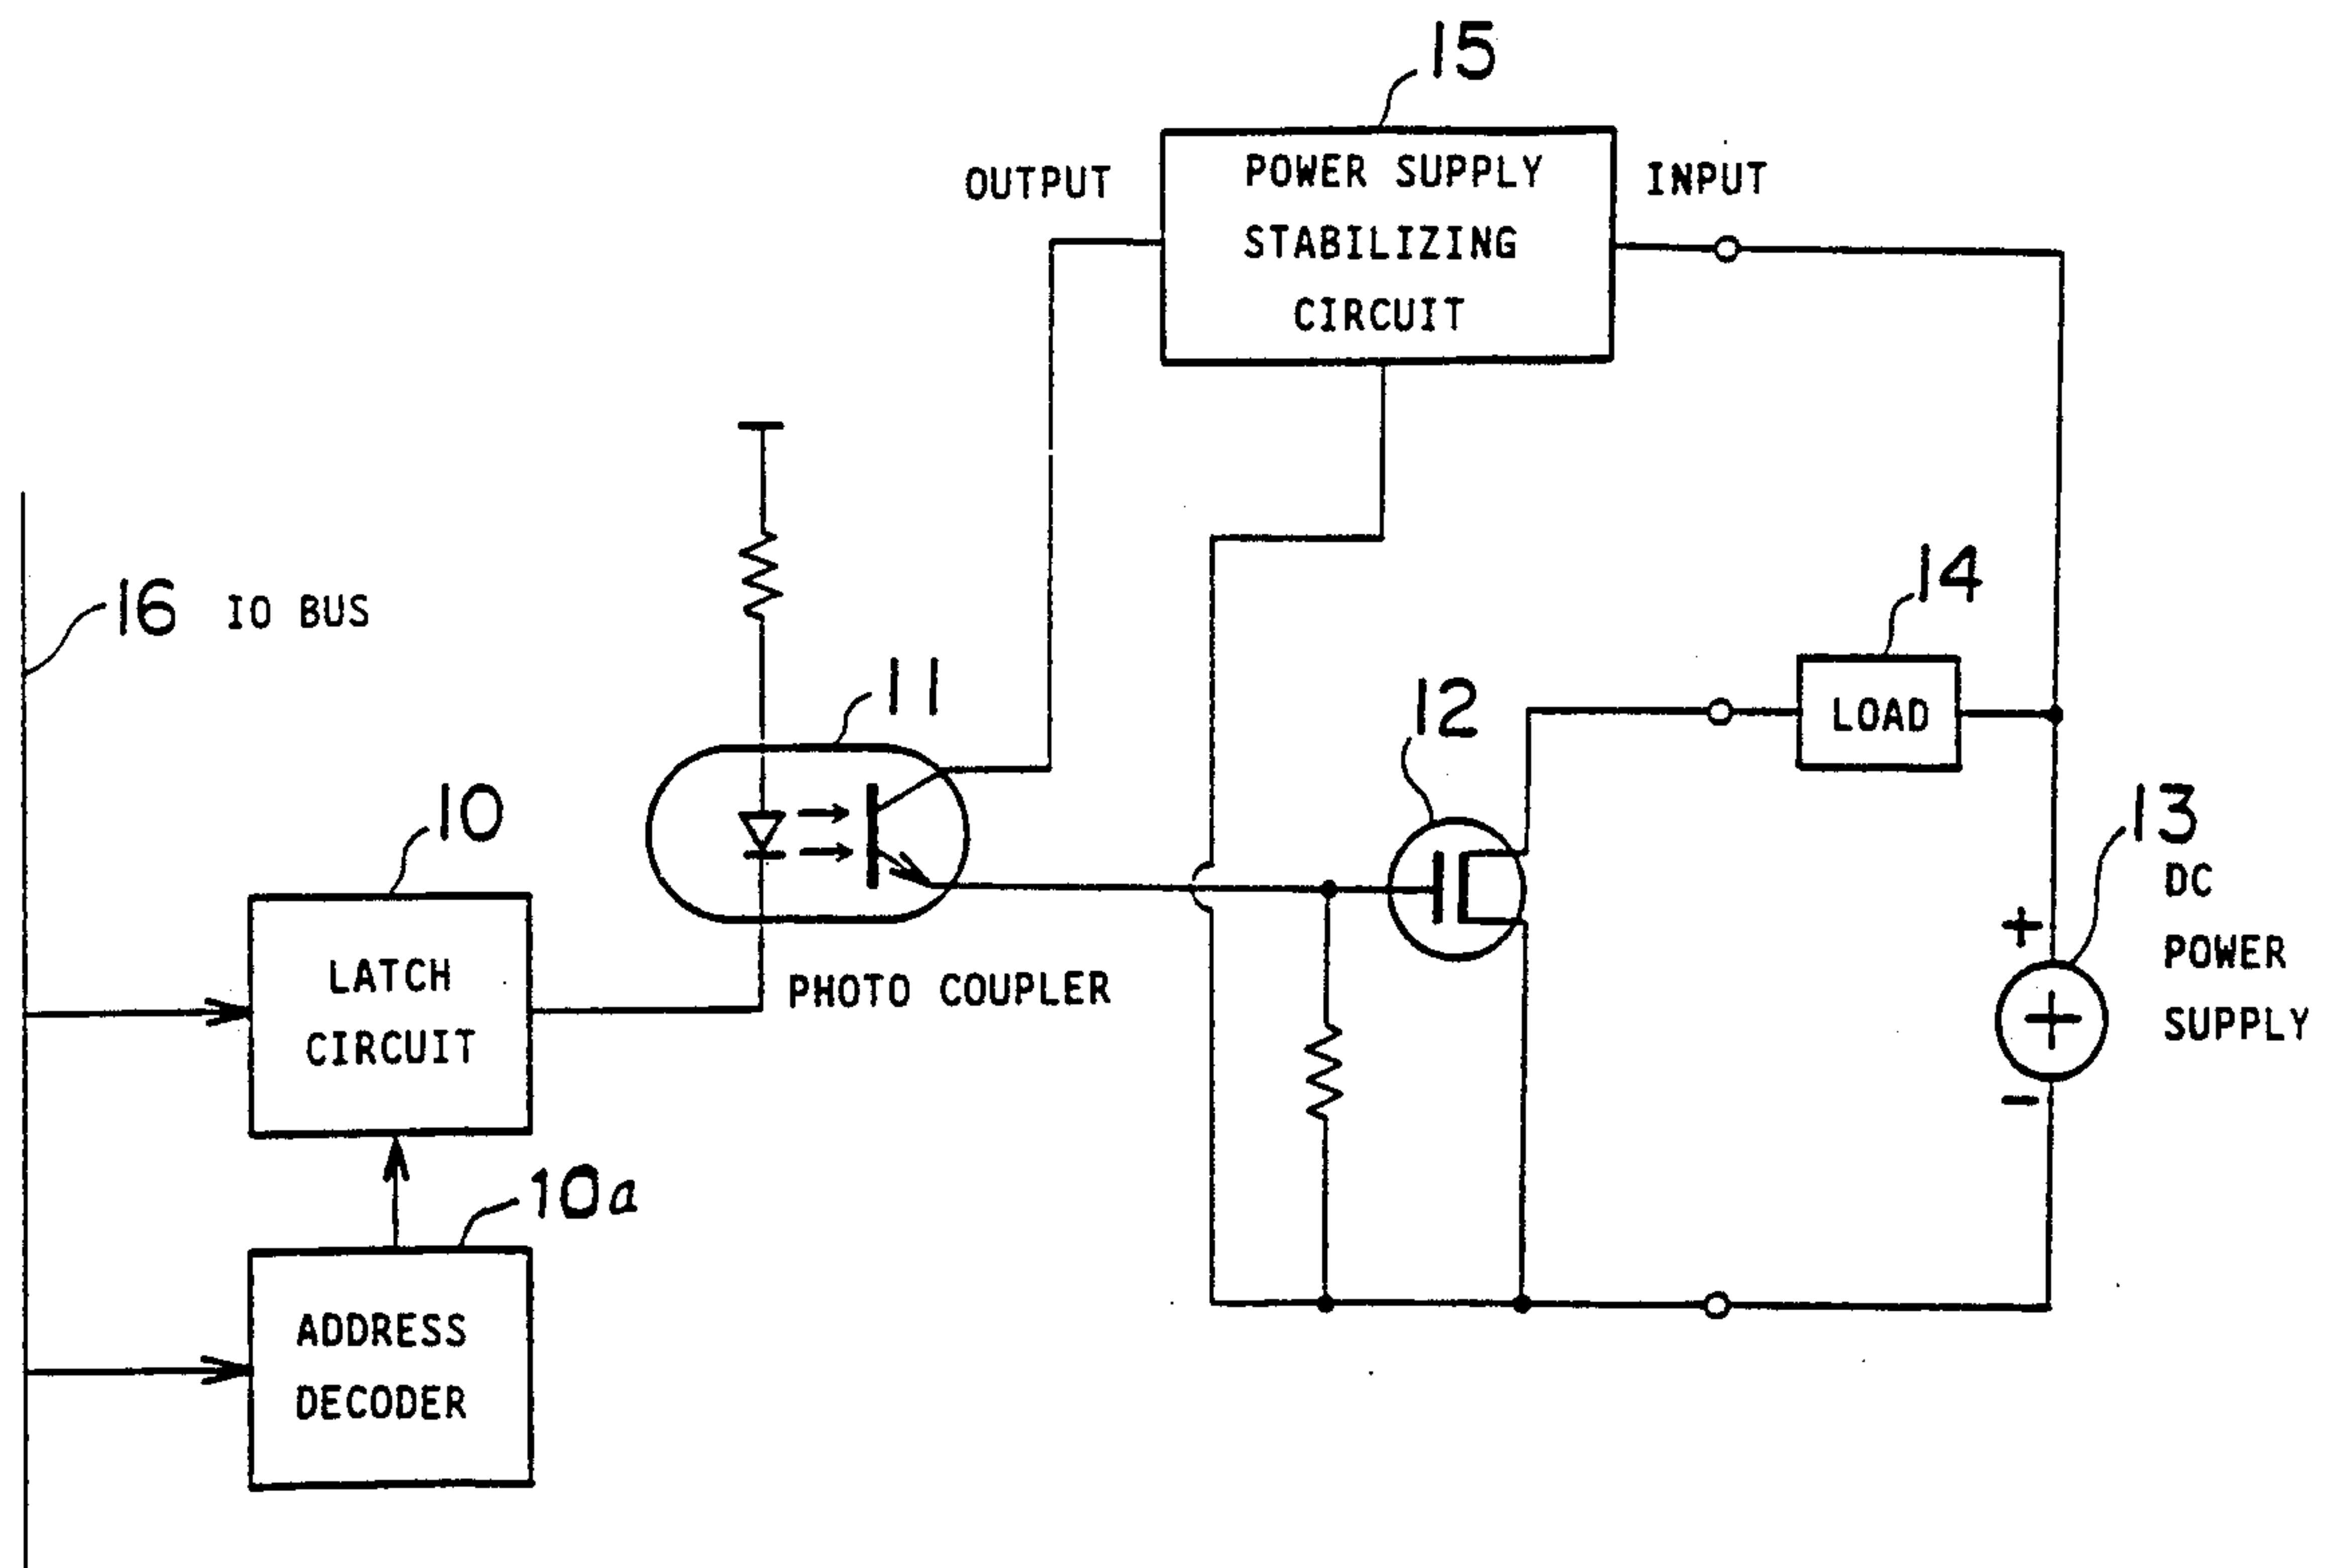 15
OUTPUT
POWER SUPPLY
STABILIZING
CIRCUIT
INPUT
16 IO BUS
14
LOAD
11
12
10
13
DC
POWER
SUPPLY
+
+
-
LATCH
CIRCUIT
PHOTO COUPLER
10a
ADDRESS
DECODER